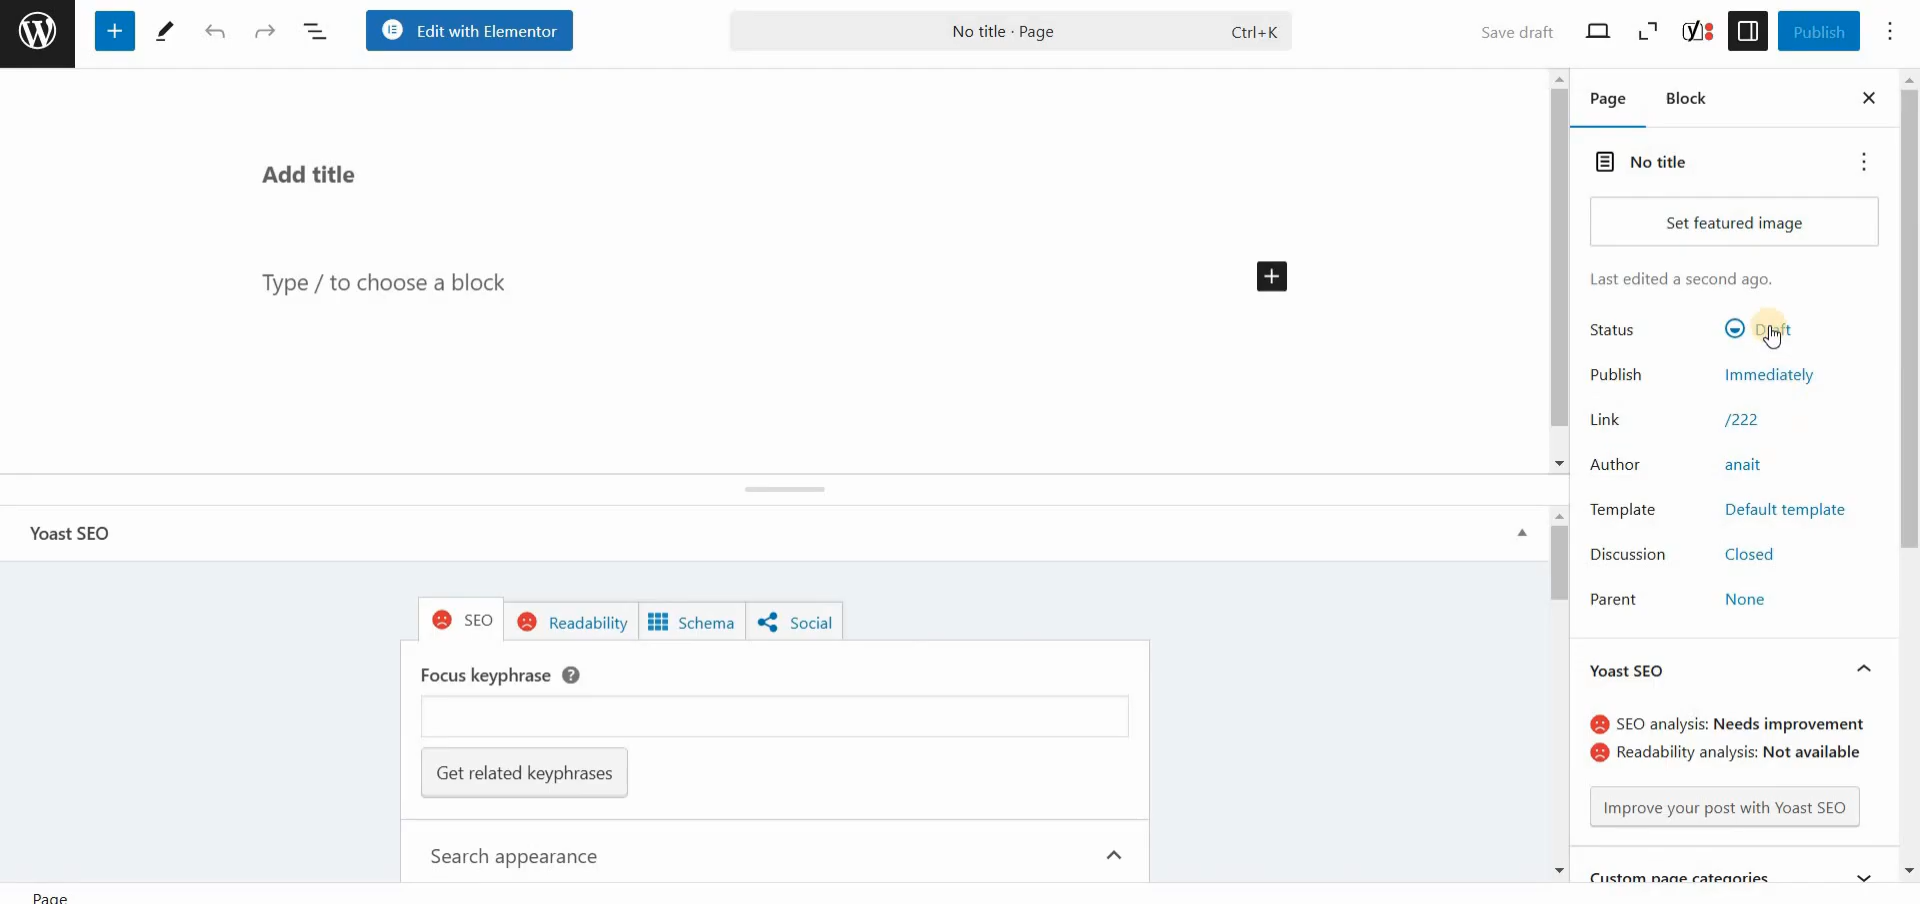 Edit with Elementor
No title · Page
Ctrl+K
Save draft
Publish
Page
Block
Add title
Type / to choose a block
No title
Set featured image
Last edited a second ago.
Status Draft
Publish Immediately
Link /222
Author anait
Template Default template
Discussion Closed
Parent None
Yoast SEO
SEO analysis: Needs improvement
Readability analysis: Not available
Improve your post with Yoast SEO
Custom page categories
Yoast SEO
SEO
Readability
Schema
Social
Focus keyphrase
Get related keyphrases
Search appearance
Page